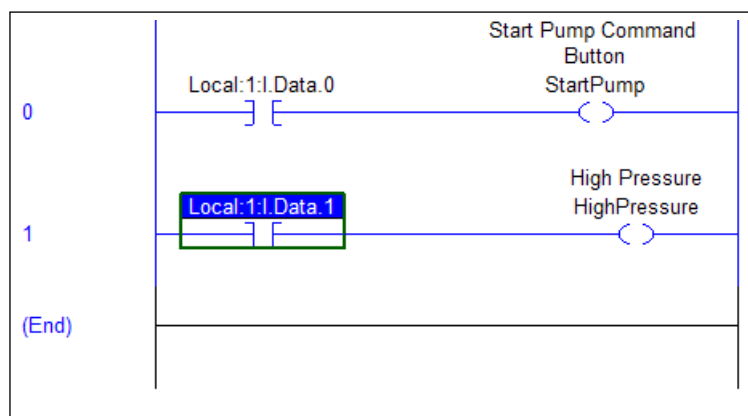 Start Pump Command
Button
Local:1:I.Data.0
StartPump
0
High Pressure
Local:1:I.Data.1
HighPressure
1
(End)